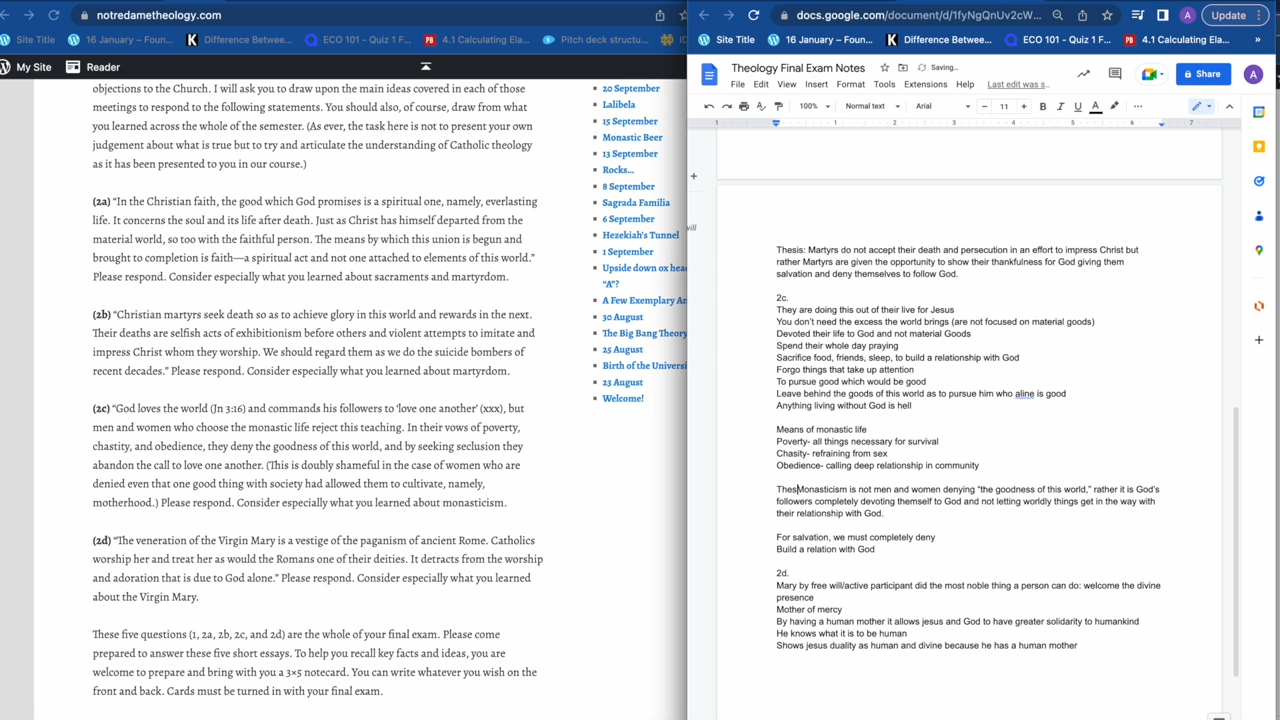 notredametheology.com
Site Title
16 January – Foun...
Difference Betwee...
ECO 101 - Quiz 1 F...
4.1 Calculating Ela...
Pitch deck structu...
My Site
Reader
objections to the Church. I will ask you to draw upon the main ideas covered in each of those
meetings to respond to the following statements. You should also, of course, draw from what
you learned across the whole of the semester. (As ever, the task here is not to present your own
judgement about what is true but to try and articulate the understanding of Catholic theology
as it has been presented to you in our course.)
(2a) “In the Christian faith, the good which God promises is a spiritual one, namely, everlasting
life. It concerns the soul and its life after death. Just as Christ has himself departed from the
material world, so too with the faithful person. The means by which this union is begun and
brought to completion is faith—a spiritual act and not one attached to elements of this world.”
Please respond. Consider especially what you learned about sacraments and martyrdom.
(2b) “Christian martyrs seek death so as to achieve glory in this world and rewards in the next.
Their deaths are selfish acts of exhibitionism before others and violent attempts to imitate and
impress Christ whom they worship. We should regard them as we do the suicide bombers of
recent decades.” Please respond. Consider especially what you learned about martyrdom.
(2c) “God loves the world (Jn 3:16) and commands his followers to ‘love one another’ (xxx), but
men and women who choose the monastic life reject this teaching. In their vows of poverty,
chastity, and obedience, they deny the goodness of this world, and by seeking seclusion they
abandon the call to love one another. (This is doubly shameful in the case of women who are
denied even that one good thing with society had allowed them to cultivate, namely,
motherhood.) Please respond. Consider especially what you learned about monasticism.
(2d) “The veneration of the Virgin Mary is a vestige of the paganism of ancient Rome. Catholics
worship her and treat her as would the Romans one of their deities. It detracts from the worship
and adoration that is due to God alone.” Please respond. Consider especially what you learned
about the Virgin Mary.
These five questions (1, 2a, 2b, 2c, and 2d) are the whole of your final exam. Please come
prepared to answer these five short essays. To help you recall key facts and ideas, you are
welcome to prepare and bring with you a 3×5 notecard. You can write whatever you wish on the
front and back. Cards must be turned in with your final exam.
20 September
Lalibela
15 September
Monastic Beer
13 September
Rocks...
8 September
Sagrada Familia
6 September
Hezekiah's Tunnel
1 September
Upside down ox hea
“A”?
A Few Exemplary An
30 August
The Big Bang Theory
25 August
Birth of the Universi
23 August
Welcome!
docs.google.com/document/d/1fyNgQnUv2cW...
A
Update
Site Title
16 January – Foun...
Difference Betwee...
ECO 101 - Quiz 1 F...
4.1 Calculating Ela...
»
Theology Final Exam Notes
Saving...
File Edit View Insert Format Tools Extensions Help Last edit was s...
Share
A
100% Normal text Arial 11 B I U A
1 1 2 3 4 5 6 7
will
Thesis: Martyrs do not accept their death and persecution in an effort to impress Christ but
rather Martyrs are given the opportunity to show their thankfulness for God giving them
salvation and deny themselves to follow God.
2c.
They are doing this out of their live for Jesus
You don’t need the excess the world brings (are not focused on material goods)
Devoted their life to God and not material Goods
Spend their whole day praying
Sacrifice food, friends, sleep, to build a relationship with God
Forgo things that take up attention
To pursue good which would be good
Leave behind the goods of this world as to pursue him who aline is good
Anything living without God is hell
Means of monastic life
Poverty- all things necessary for survival
Chasity- refraining from sex
Obedience- calling deep relationship in community
ThesMonasticism is not men and women denying “the goodness of this world,” rather it is God’s
followers completely devoting themself to God and not letting worldly things get in the way with
their relationship with God.
For salvation, we must completely deny
Build a relation with God
2d.
Mary by free will/active participant did the most noble thing a person can do: welcome the divine
presence
Mother of mercy
By having a human mother it allows jesus and God to have greater solidarity to humankind
He knows what it is to be human
Shows jesus duality as human and divine because he has a human mother